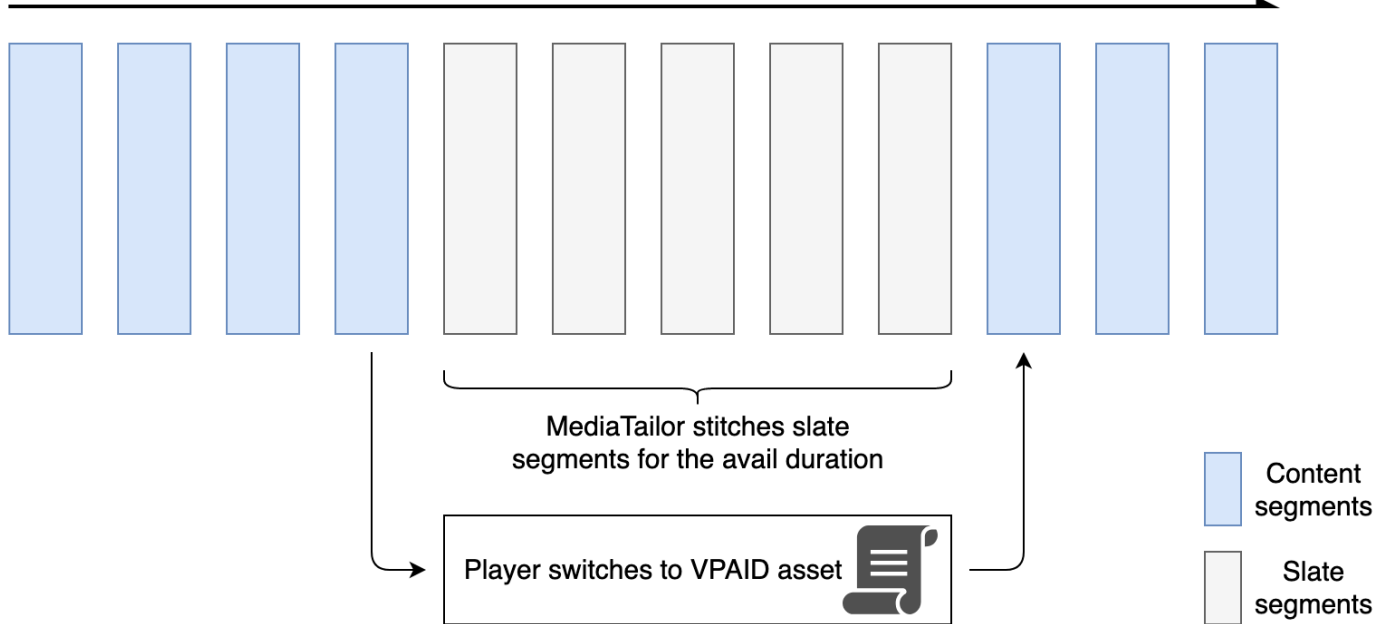 MediaTailor stitches slate
segments for the avail duration
Player switches to VPAID asset
Content
segments
Slate
segments